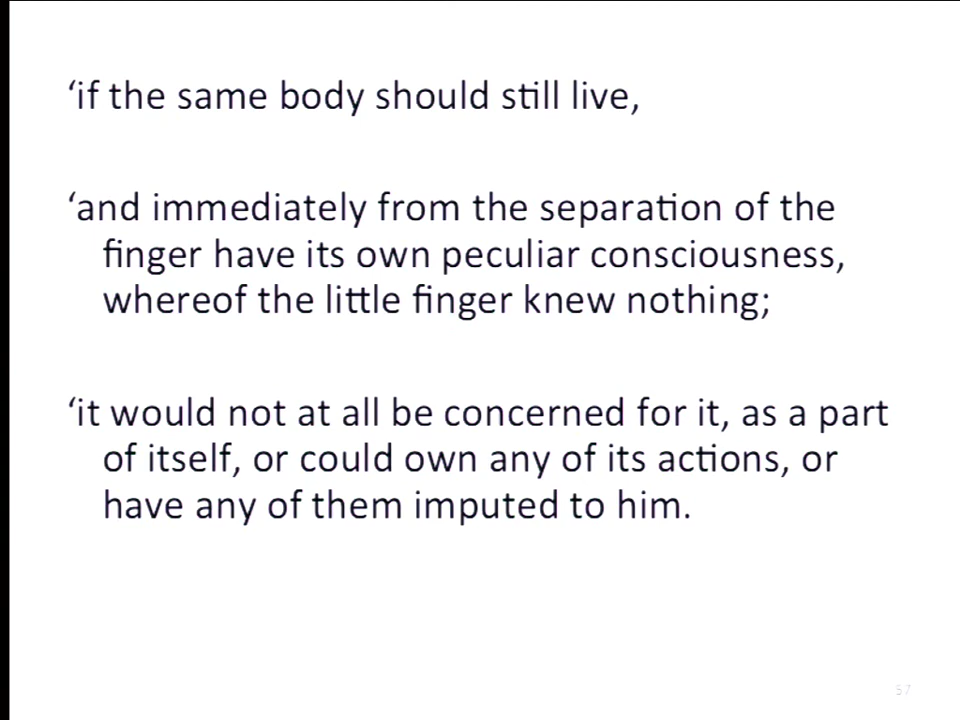 ‘if the same body should still live,
‘and immediately from the separation of the
finger have its own peculiar consciousness,
whereof the little finger knew nothing;
‘it would not at all be concerned for it, as a part
of itself, or could own any of its actions, or
have any of them imputed to him.
57